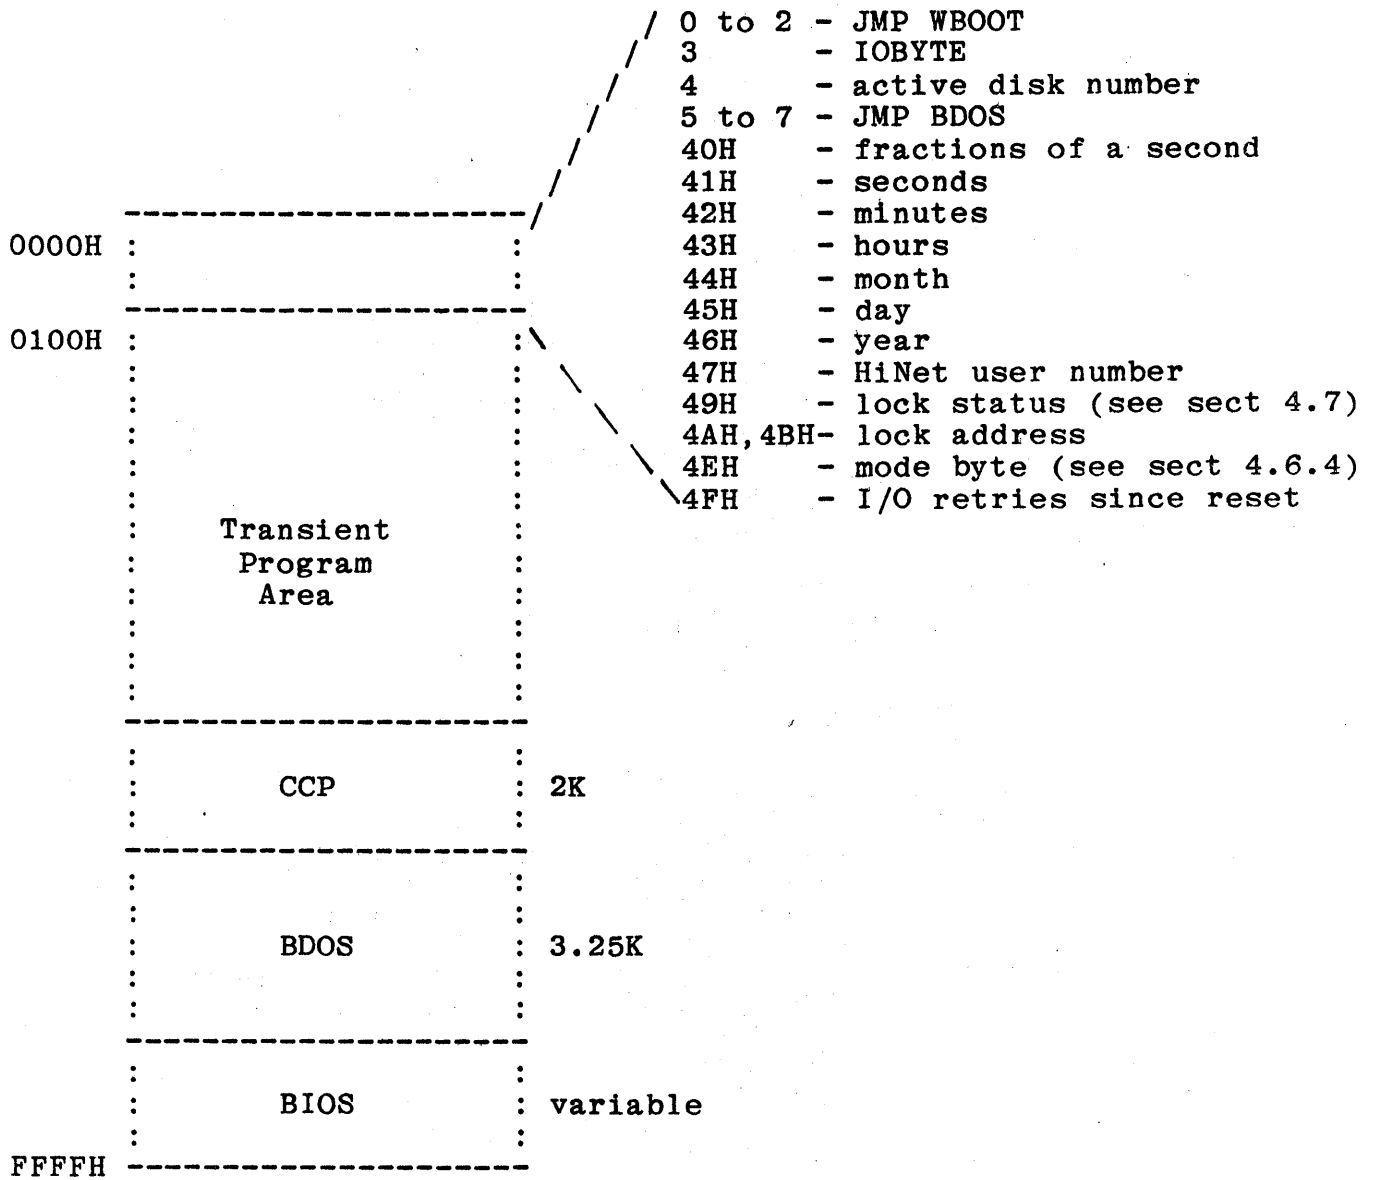 0 to 2 - JMP WBOOT
3 - IOBYTE
4 - active disk number
5 to 7 - JMP BDOS
40H - fractions of a second
41H - seconds
42H - minutes
0000H
43H - hours
44H - month
45H - day
0100H
46H - year
47H - HiNet user number
49H - lock status (see sect 4.7)
4AH,4BH- lock address
4EH - mode byte (see sect 4.6.4)
4FH - I/O retries since reset
Transient
Program
Area
CCP 2K
BDOS 3.25K
BIOS variable
FFFFH